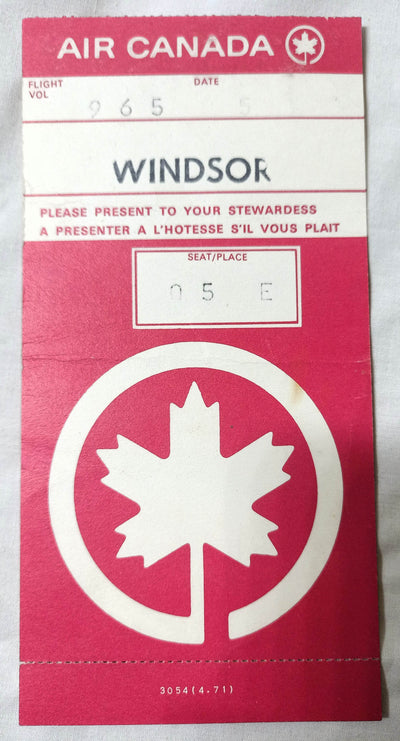 AIR CANADA
FLIGHT DATE
VOL
965 5
WINDSOR
PLEASE PRESENT TO YOUR STEWARDESS
A PRESENTER A L'HOTESSE S'IL VOUS PLAIT
SEAT/PLACE
05 E
3054(4.71)